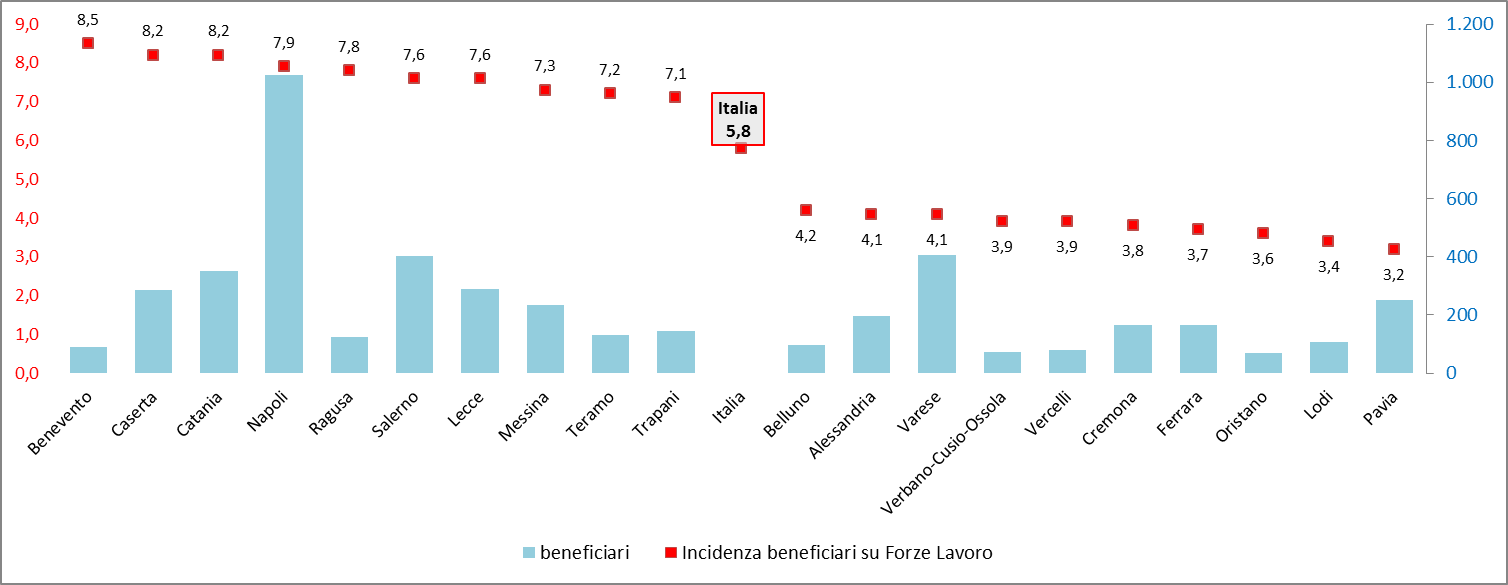 9,0
8,0
7,0
6,0
5,0
4,0
3,0
2,0
1,0
0,0
8,5
8,2
8,2
7,9
7,8
7,6
7,6
7,3
7,2
7,1
Italia
5,8
4,2
4,1
4,1
3,9
3,9
3,8
3,7
3,6
3,4
3,2
1.200
1.000
800
600
400
200
0
Benevento
Caserta
Catania
Napoli
Ragusa
Salerno
Lecce
Messina
Teramo
Trapani
Italia
Belluno
Alessandria
Varese
Verbano-Cusio-Ossola
Vercelli
Cremona
Ferrara
Oristano
Lodi
Pavia
beneficiari
Incidenza beneficiari su Forze Lavoro